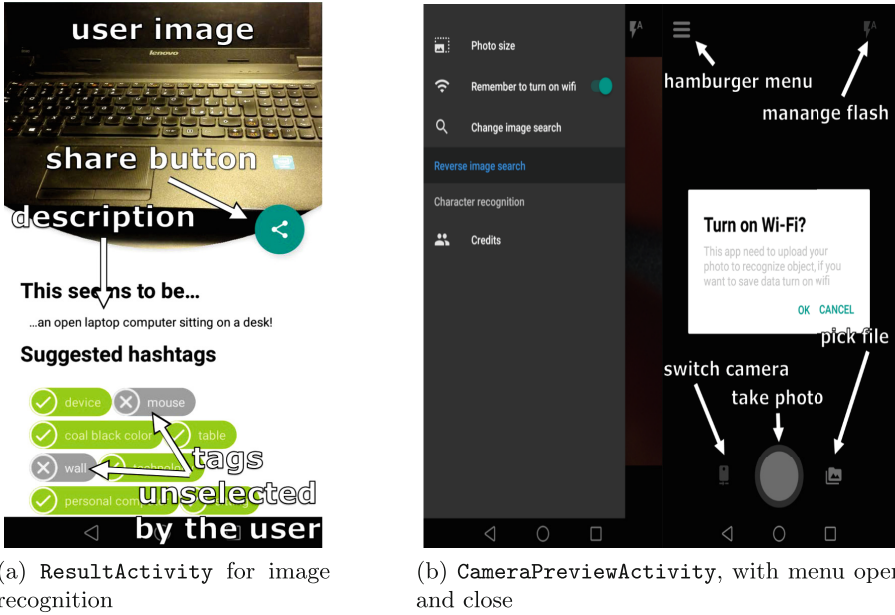 user image
lenovo
share button
description
This seems to be...
...an open laptop computer sitting on a desk!
Suggested hashtags
device
mouse
coal black color
table
wall
tags
unselected
personal
by the user
Photo size
Remember to turn on wifi
Change image search
Reverse image search
Character recognition
Credits
A
A
hamburger menu
manange flash
Turn on Wi-Fi?
This app need to upload your
photo to recognize object, if you
want to save data turn on wifi
OK CANCEL
pick file
switch camera
take photo
(a) ResultActivity for image
recognition
(b) CameraPreviewActivity, with menu open
and close